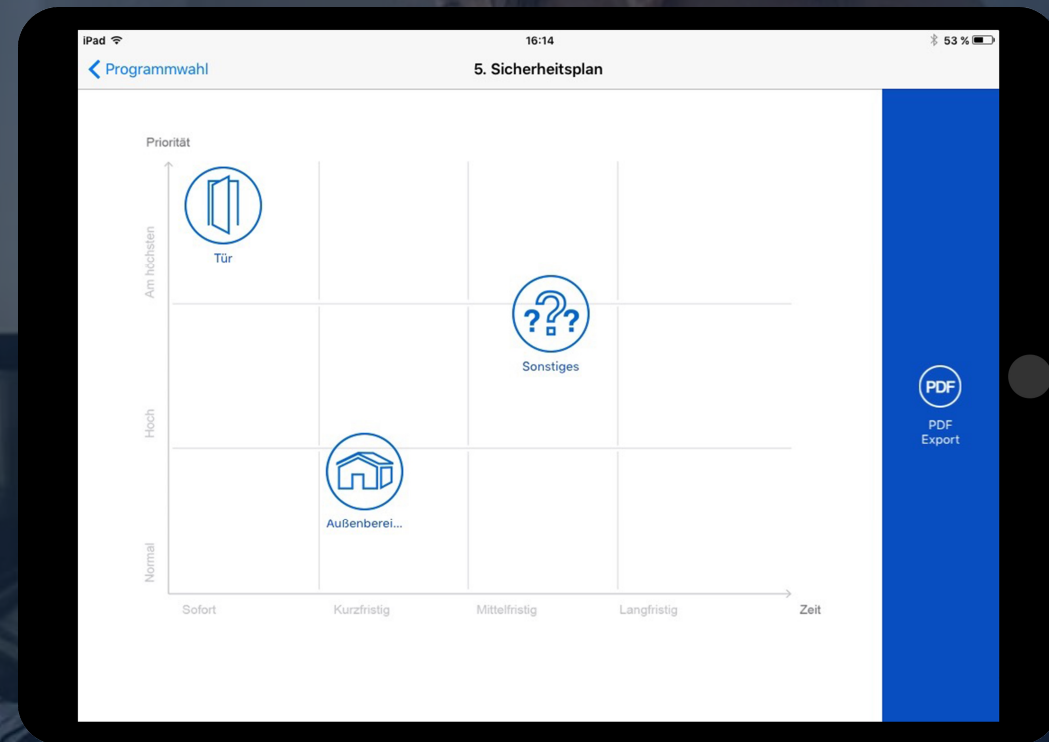 iPad
16:14
53 %
Programmwahl
5. Sicherheitsplan
Priorität
Am höchsten
Tür
???
Sonstiges
Hoch
Außenberei...
Normal
Sofort
Kurzfristig
Mittelfristig
Langfristig
Zeit
PDF
PDF
Export